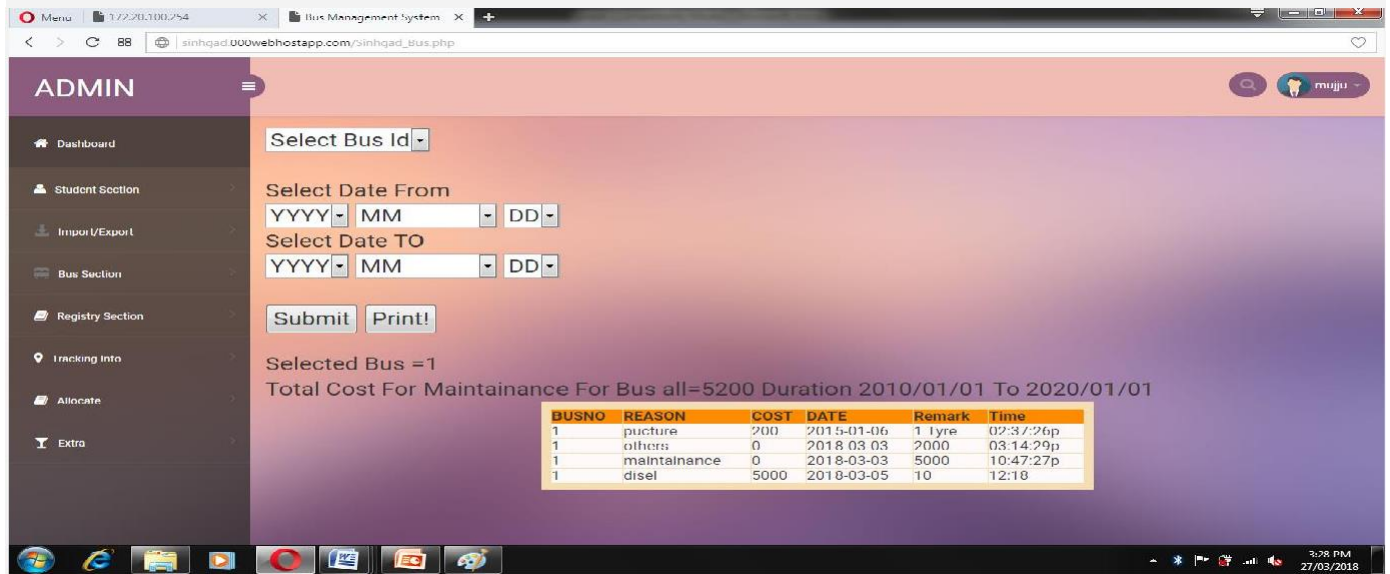 Menu 172.20.100.254 Bus Management System
sinhgad.000webhostapp.com/Sinhgad_Bus.php
ADMIN
mujju
Dashboard
Select Bus Id
Student Section
Select Date From
YYYY MM DD
Import/Export
Select Date TO
YYYY MM DD
Bus Section
Registry Section
Submit Print!
Tracking Info
Selected Bus =1
Total Cost For Maintainance For Bus all=5200 Duration 2010/01/01 To 2020/01/01
Allocate
BUSNO REASON COST DATE Remark Time
1 pucture 200 2015-01-06 1 Tyre 02:37:26p
1 others 0 2018-03-03 2000 03:14:29p
1 maintainance 0 2018-03-03 5000 10:47:27p
1 disel 5000 2018-03-05 10 12:18
Extra
3:28 PM
27/03/2018